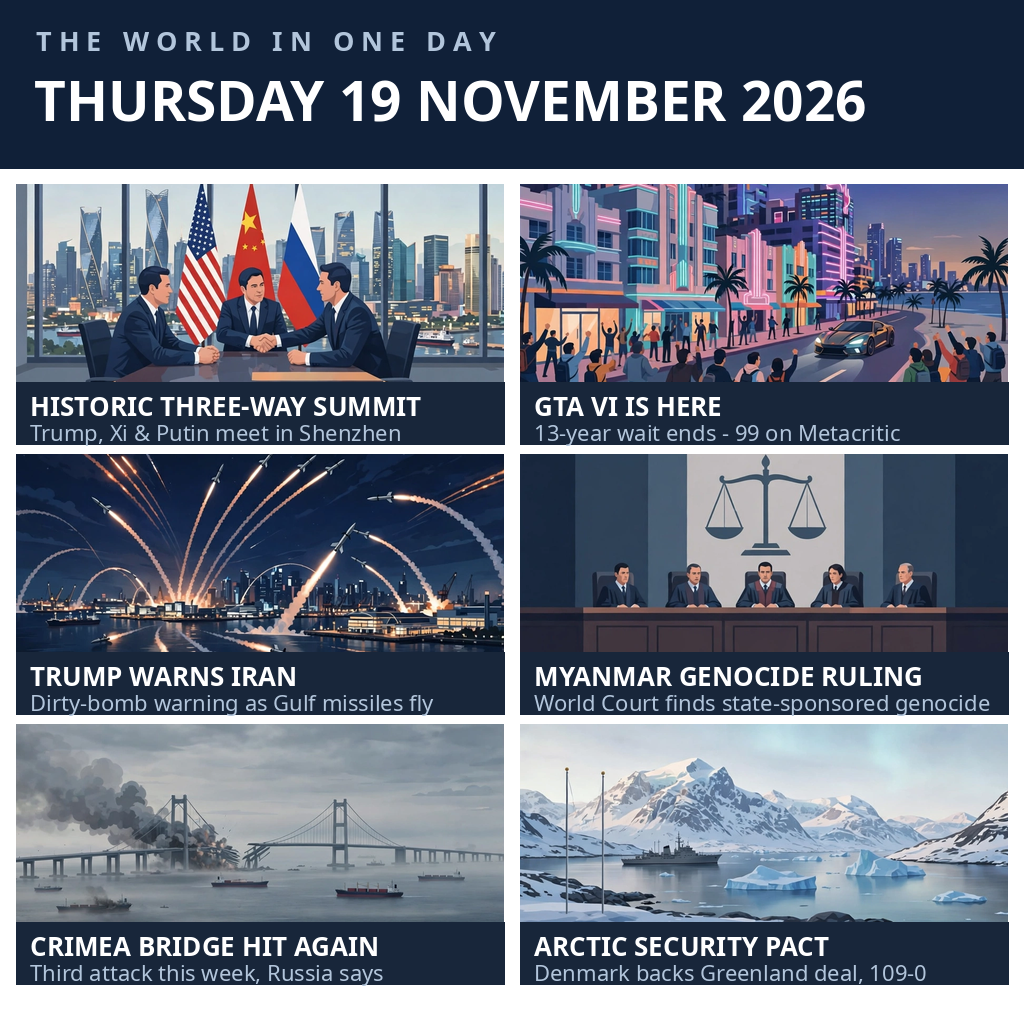 THE WORLD IN ONE DAY
THURSDAY 19 NOVEMBER 2026
HISTORIC THREE-WAY SUMMIT
Trump, Xi & Putin meet in Shenzhen
GTA VI IS HERE
13-year wait ends - 99 on Metacritic
TRUMP WARNS IRAN
Dirty-bomb warning as Gulf missiles fly
MYANMAR GENOCIDE RULING
World Court finds state-sponsored genocide
CRIMEA BRIDGE HIT AGAIN
Third attack this week, Russia says
ARCTIC SECURITY PACT
Denmark backs Greenland deal, 109-0